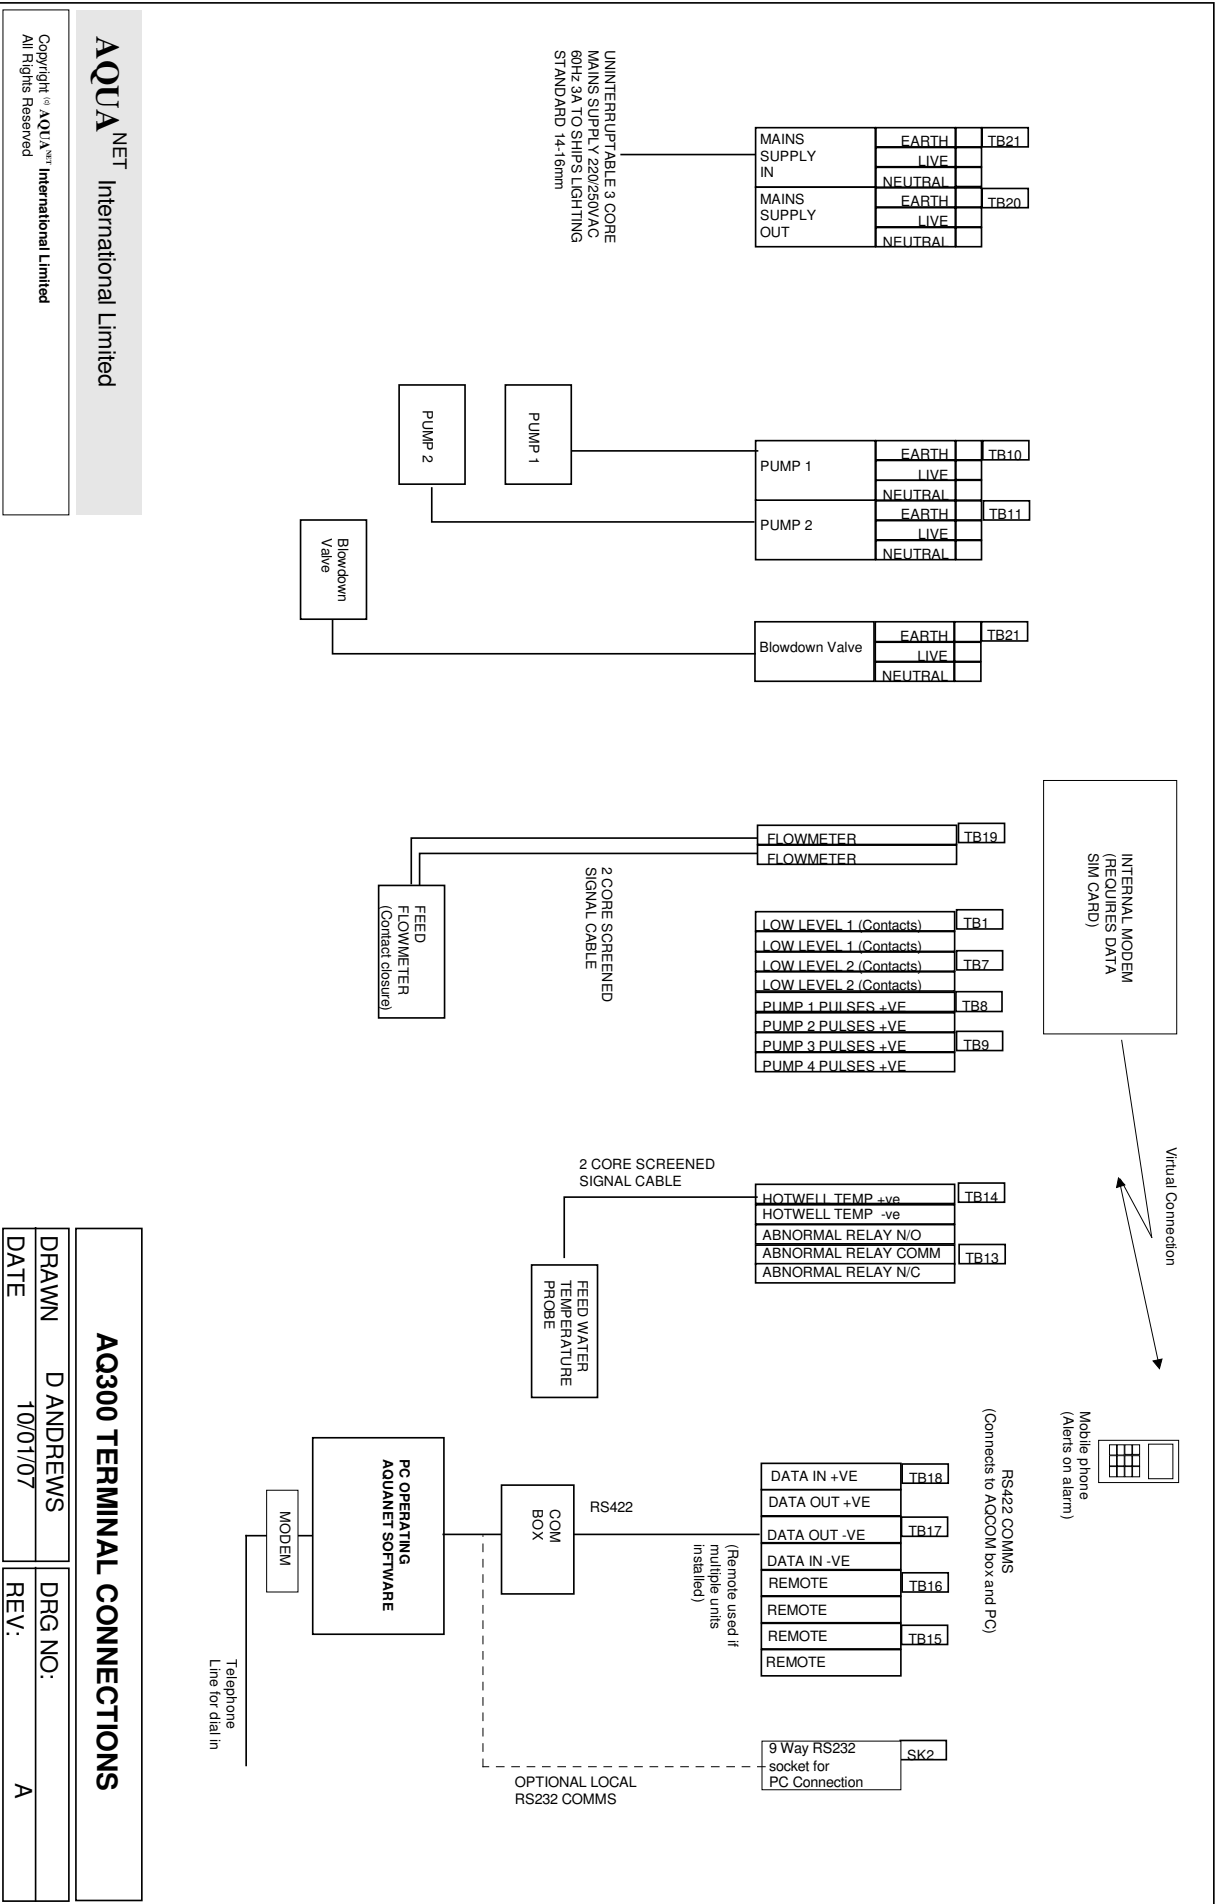 UNINTERRUPTABLE 3 CORE
MAINS SUPPLY 220/250VAC
60Hz 3A TO SHIPS LIGHTING
STANDARD 14-16mm
MAINS
SUPPLY
IN
EARTH
LIVE
NEUTRAL
TB21
MAINS
SUPPLY
OUT
EARTH
LIVE
NEUTRAL
TB20
PUMP 1
PUMP 2
PUMP 1
EARTH
LIVE
NEUTRAL
TB10
PUMP 2
EARTH
LIVE
NEUTRAL
TB11
Blowdown
Valve
Blowdown Valve
EARTH
LIVE
NEUTRAL
TB21
INTERNAL MODEM
(REQUIRES DATA
SIM CARD)
Virtual Connection
Mobile phone
(Alerts on alarm)
FLOWMETER
TB19
FLOWMETER
2 CORE SCREENED
SIGNAL CABLE
FEED
FLOWMETER
(Contact closure)
LOW LEVEL 1 (Contacts)
TB1
LOW LEVEL 1 (Contacts)
LOW LEVEL 2 (Contacts)
TB7
LOW LEVEL 2 (Contacts)
PUMP 1 PULSES +VE
TB8
PUMP 2 PULSES +VE
PUMP 3 PULSES +VE
TB9
PUMP 4 PULSES +VE
2 CORE SCREENED
SIGNAL CABLE
HOTWELL TEMP +ve
TB14
HOTWELL TEMP -ve
ABNORMAL RELAY N/O
ABNORMAL RELAY COMM
TB13
ABNORMAL RELAY N/C
FEED WATER
TEMPERATURE
PROBE
RS422 COMMS
(Connects to AQCOM box and PC)
DATA IN +VE
TB18
DATA OUT +VE
DATA OUT -VE
TB17
DATA IN -VE
REMOTE
TB16
REMOTE
REMOTE
TB15
REMOTE
(Remote used if
multiple units
installed)
RS422
COM
BOX
PC OPERATING
AQUANET SOFTWARE
MODEM
Telephone
Line for dial in
9 Way RS232
socket for
PC Connection
SK2
OPTIONAL LOCAL
RS232 COMMS
AQUANET International Limited
Copyright (c) AQUANET International Limited
All Rights Reserved
AQ300 TERMINAL CONNECTIONS
DRAWN D ANDREWS
DRG NO:
DATE 10/01/07
REV: A